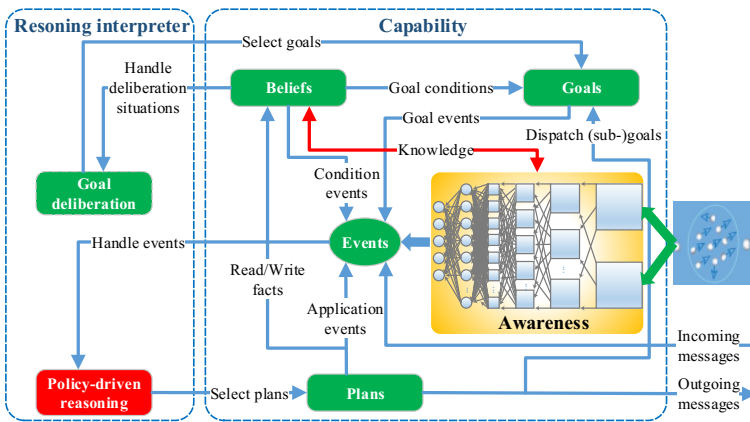 Resoning interpreter
Capability
Select goals
Handle
deliberation
situations
Beliefs
Goal conditions
Goals
Goal events
Dispatch (sub-)goals
Knowledge
Goal
deliberation
Condition
events
Handle events
Events
Read/Write
facts
Application
events
Awareness
Incoming
messages
Policy-driven
reasoning
Select plans
Plans
Outgoing
messages